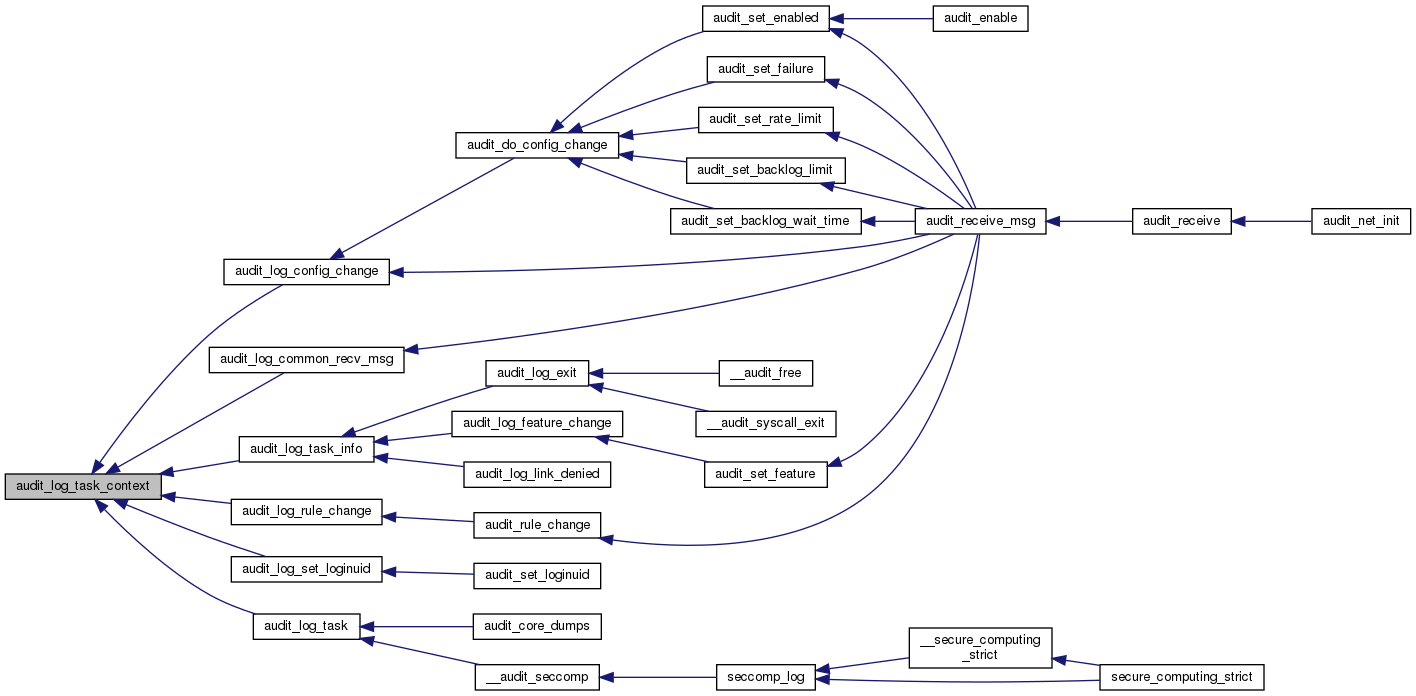 audit_set_enabled
audit_enable
audit_set_failure
audit_set_rate_limit
audit_do_config_change
audit_set_backlog_limit
audit_set_backlog_wait_time
audit_receive_msg
audit_receive
audit_net_init
audit_log_config_change
audit_log_common_recv_msg
audit_log_exit
__audit_free
audit_log_feature_change
__audit_syscall_exit
audit_log_task_info
audit_log_link_denied
audit_set_feature
audit_log_task_context
audit_log_rule_change
audit_rule_change
audit_log_set_loginuid
audit_set_loginuid
audit_log_task
audit_core_dumps
__secure_computing
_strict
__audit_seccomp
seccomp_log
secure_computing_strict